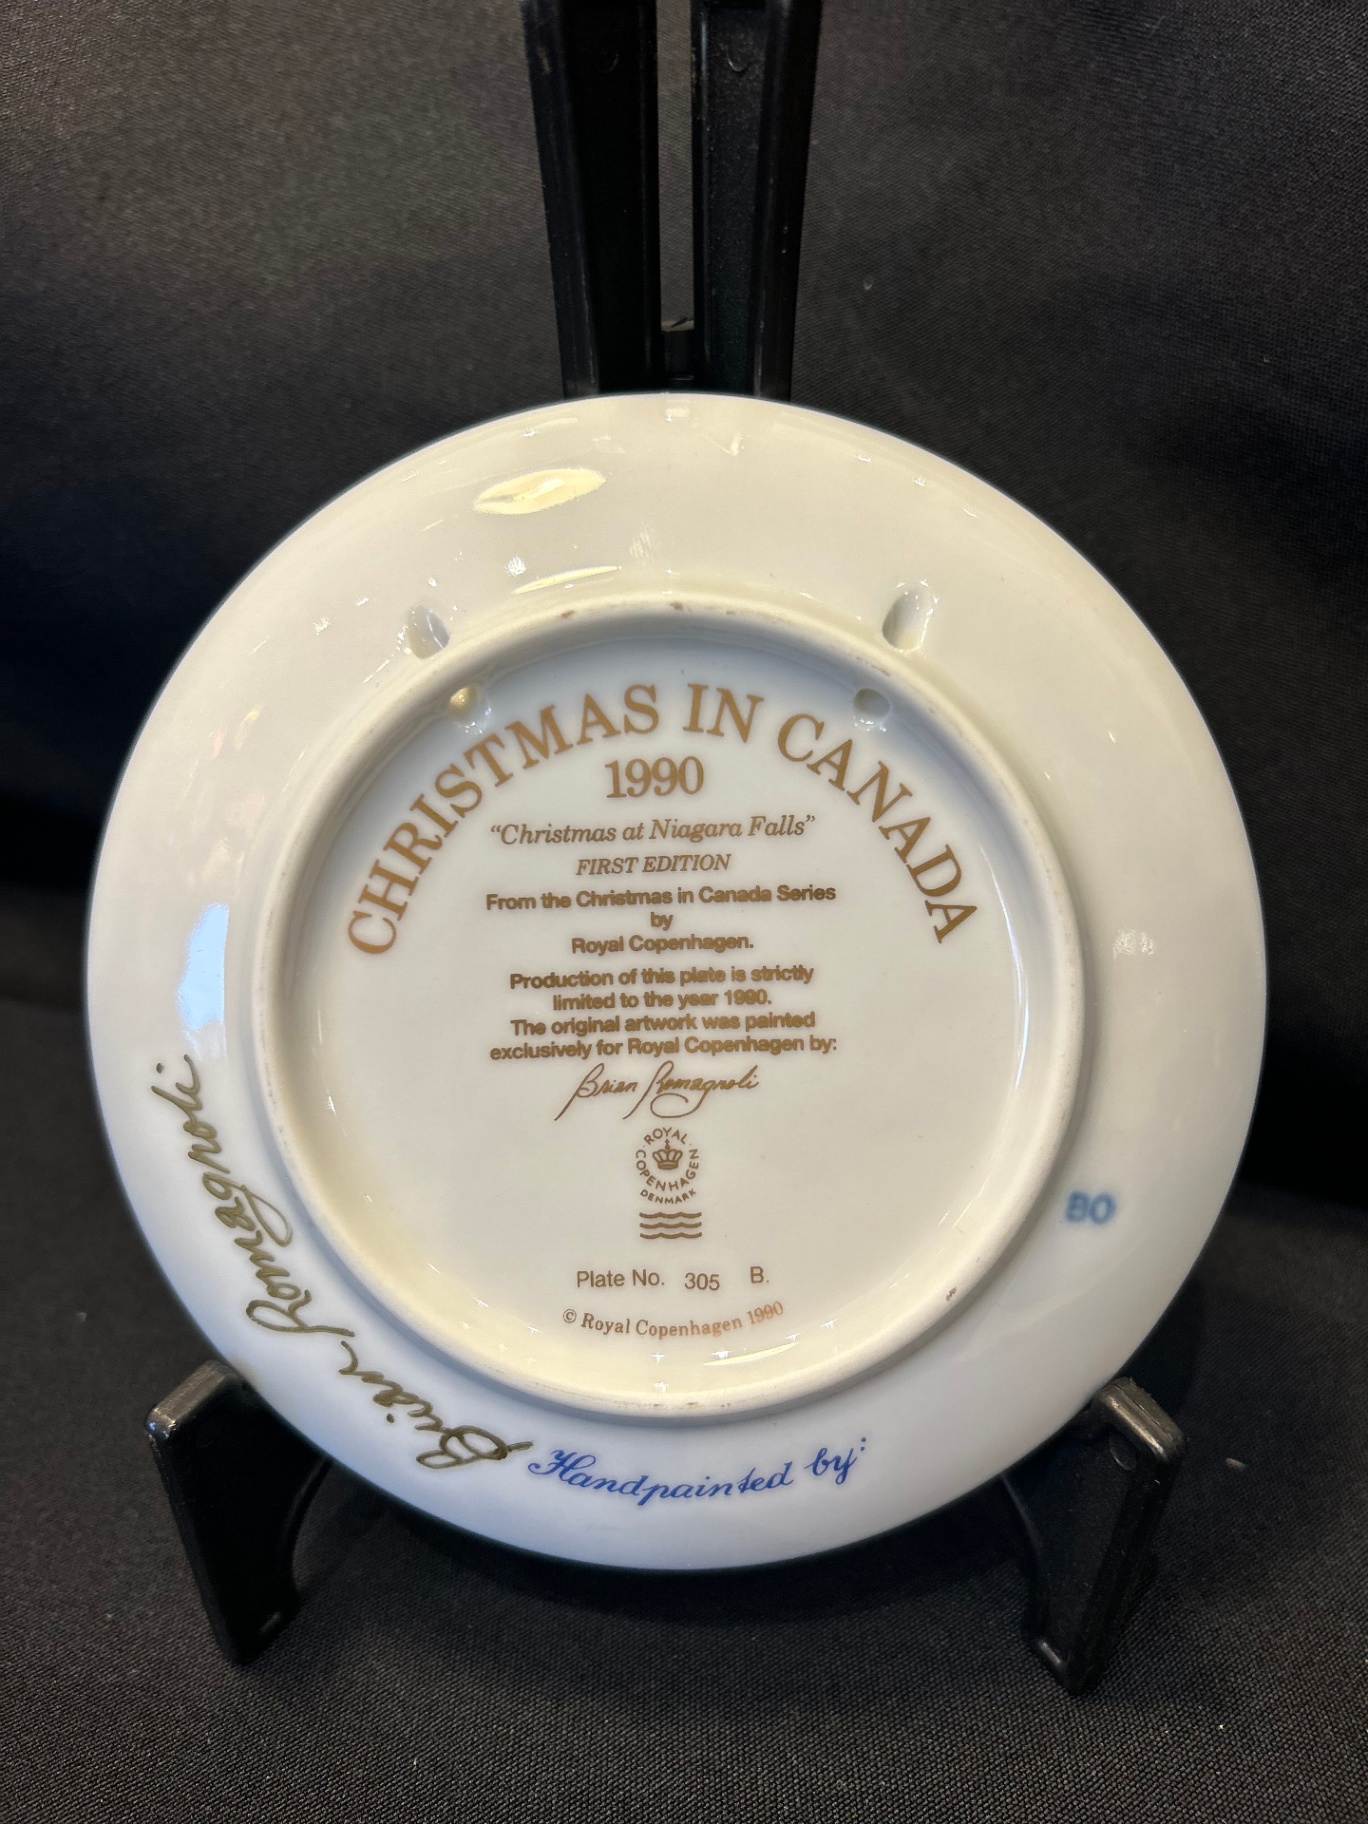 CHRISTMAS IN CANADA
1990
“Christmas at Niagara Falls”
FIRST EDITION
From the Christmas in Canada Series
by
Royal Copenhagen.
Production of this plate is strictly
limited to the year 1990.
The original artwork was painted
exclusively for Royal Copenhagen by:
Brian Romagnoli
ROYAL COPENHAGEN
DENMARK
Plate No. 305 B.
© Royal Copenhagen 1990
BO
Handpainted by:
Brian Romagnoli